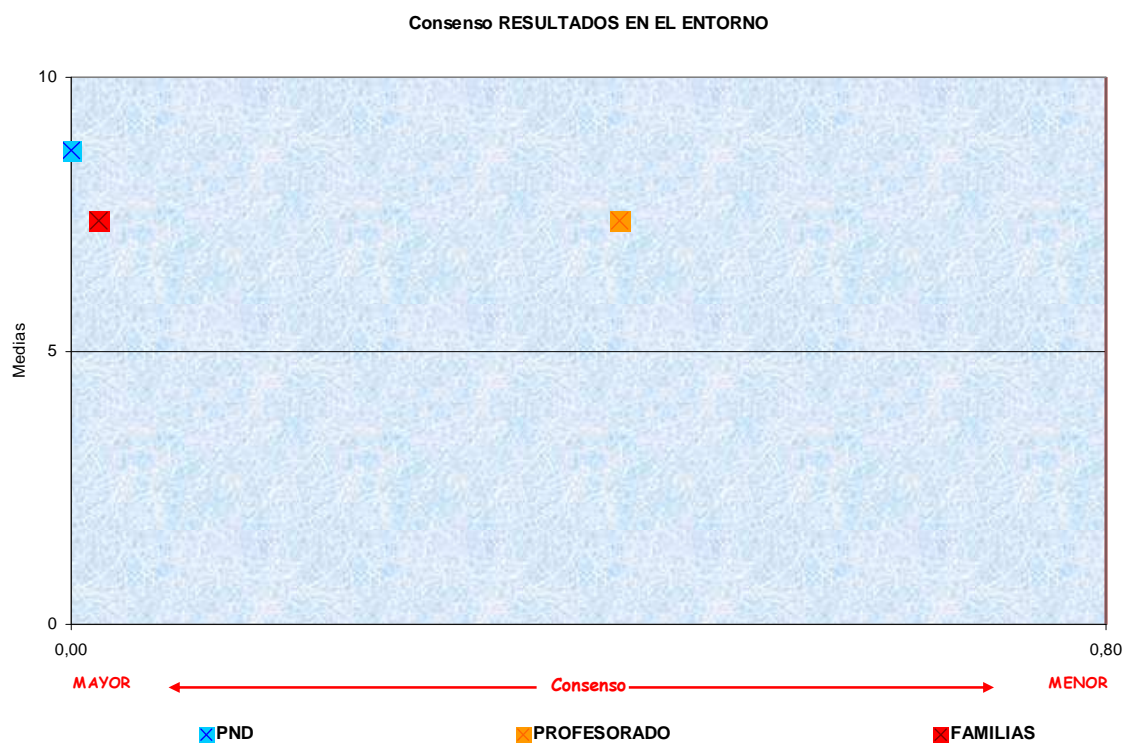 Consenso RESULTADOS EN EL ENTORNO
10
Medias
5
0
0,00
0,80
MAYOR
Consenso
MENOR
PND
PROFESORADO
FAMILIAS